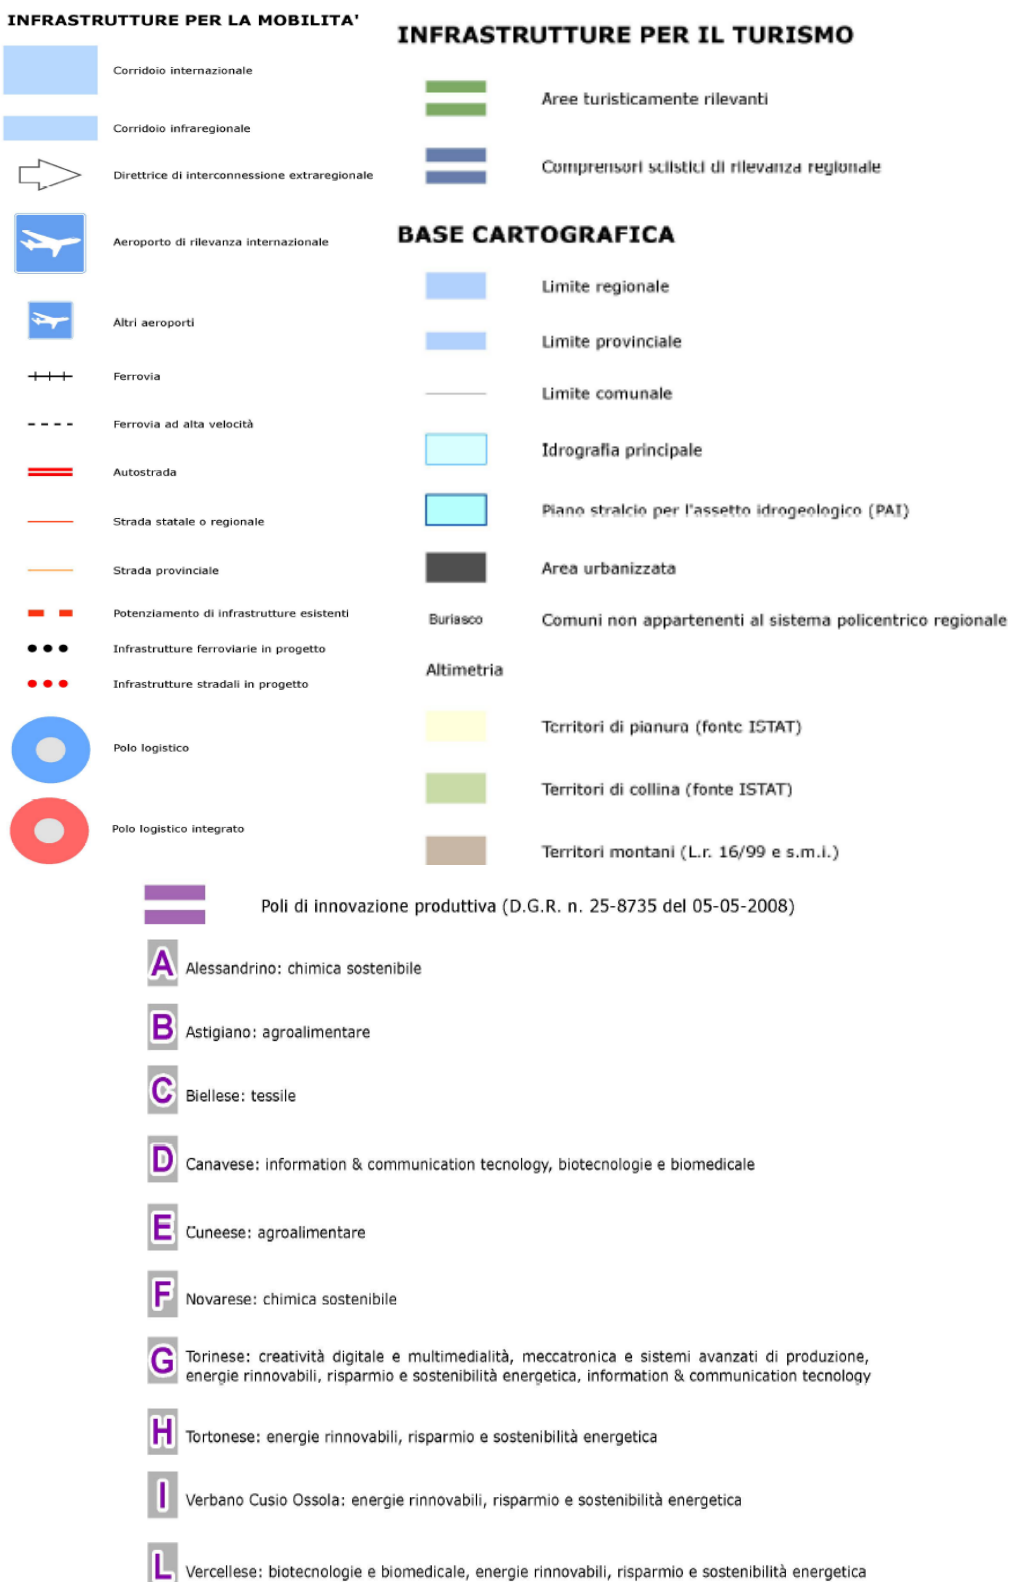 INFRASTRUTTURE PER LA MOBILITA'
Corridoio internazionale
Corridoio infraregionale
Direttrice di interconnessione extraregionale
Aeroporto di rilevanza internazionale
Altri aeroporti
Ferrovia
Ferrovia ad alta velocità
Autostrada
Strada statale o regionale
Strada provinciale
Potenziamento di infrastrutture esistenti
Infrastrutture ferroviarie in progetto
Infrastrutture stradali in progetto
Polo logistico
Polo logistico integrato
INFRASTRUTTURE PER IL TURISMO
Aree turisticamente rilevanti
Comprensori sciistici di rilevanza regionale
BASE CARTOGRAFICA
Limite regionale
Limite provinciale
Limite comunale
Idrografia principale
Piano stralcio per l'assetto idrogeologico (PAI)
Area urbanizzata
Buriasco Comuni non appartenenti al sistema policentrico regionale
Altimetria
Territori di pianura (fonte ISTAT)
Territori di collina (fonte ISTAT)
Territori montani (L.r. 16/99 e s.m.i.)
Poli di innovazione produttiva (D.G.R. n. 25-8735 del 05-05-2008)
A Alessandrino: chimica sostenibile
B Astigiano: agroalimentare
C Biellese: tessile
D Canavese: information & communication tecnology, biotecnologie e biomedicale
E Cuneese: agroalimentare
F Novarese: chimica sostenibile
G Torinese: creatività digitale e multimedialità, meccatronica e sistemi avanzati di produzione,
energie rinnovabili, risparmio e sostenibilità energetica, information & communication tecnology
H Tortonese: energie rinnovabili, risparmio e sostenibilità energetica
I Verbano Cusio Ossola: energie rinnovabili, risparmio e sostenibilità energetica
L Vercellese: biotecnologie e biomedicale, energie rinnovabili, risparmio e sostenibilità energetica